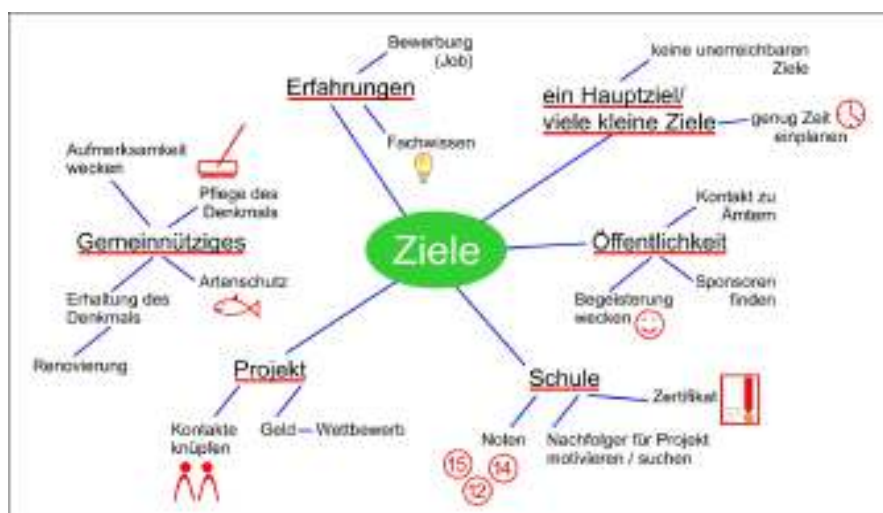 Bewerbung
(Job)
Erfahrungen
Fachwissen
keine unerreichbaren
Ziele
ein Hauptziel/
viele kleine Ziele
genug Zeit
einplanen
Aufmerksamkeit
wecken
Pflege des
Denkmals
Gemeinnütziges
Artenschutz
Erhaltung des
Denkmals
Renovierung
Ziele
Kontakt zu
Ämtern
Öffentlichkeit
Sponsoren
finden
Begeisterung
wecken
Projekt
Kontakte
knüpfen
Geld
Wettbewerb
Schule
Zertifikat
Noten
Nachfolger für Projekt
motivieren / suchen
15
14
12